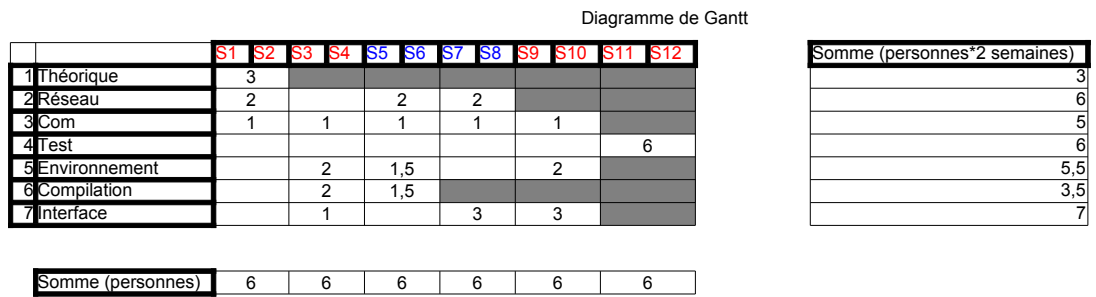 Diagramme de Gantt
S1 S2 S3 S4 S5 S6 S7 S8 S9 S10 S11 S12 Somme (personnes*2 semaines)
1 Théorique 3 3
2 Réseau 2 2 2 6
3 Com 1 1 1 1 1 5
4 Test 6 6
5 Environnement 2 1,5 2 5,5
6 Compilation 2 1,5 3,5
7 Interface 1 3 3 7
Somme (personnes) 6 6 6 6 6 6